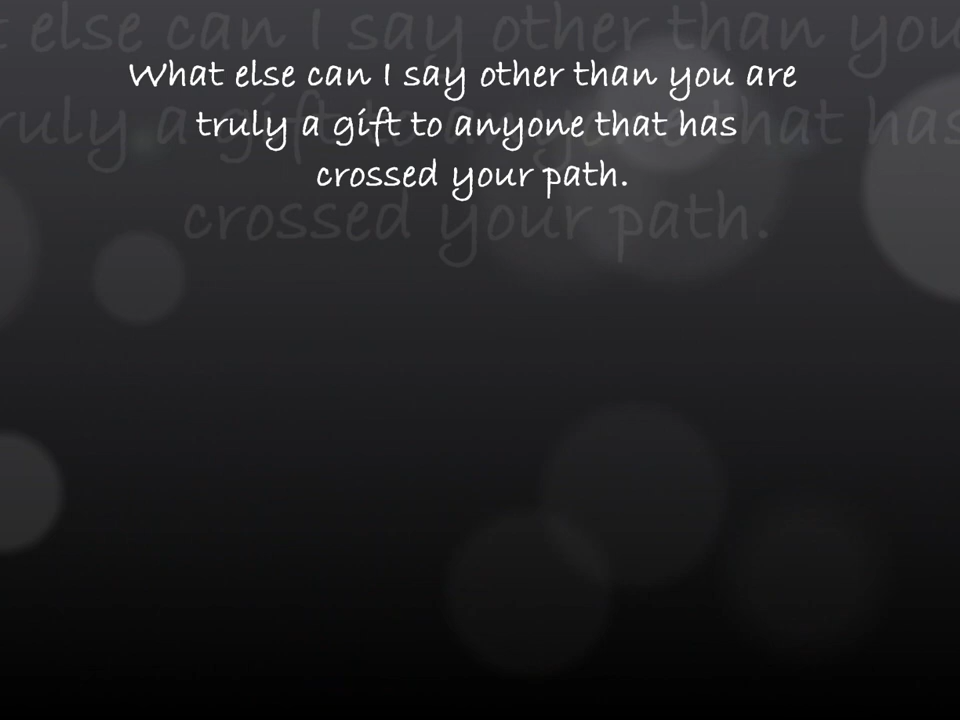 What else can I say other than you are
truly a gift to anyone that has
crossed your path.